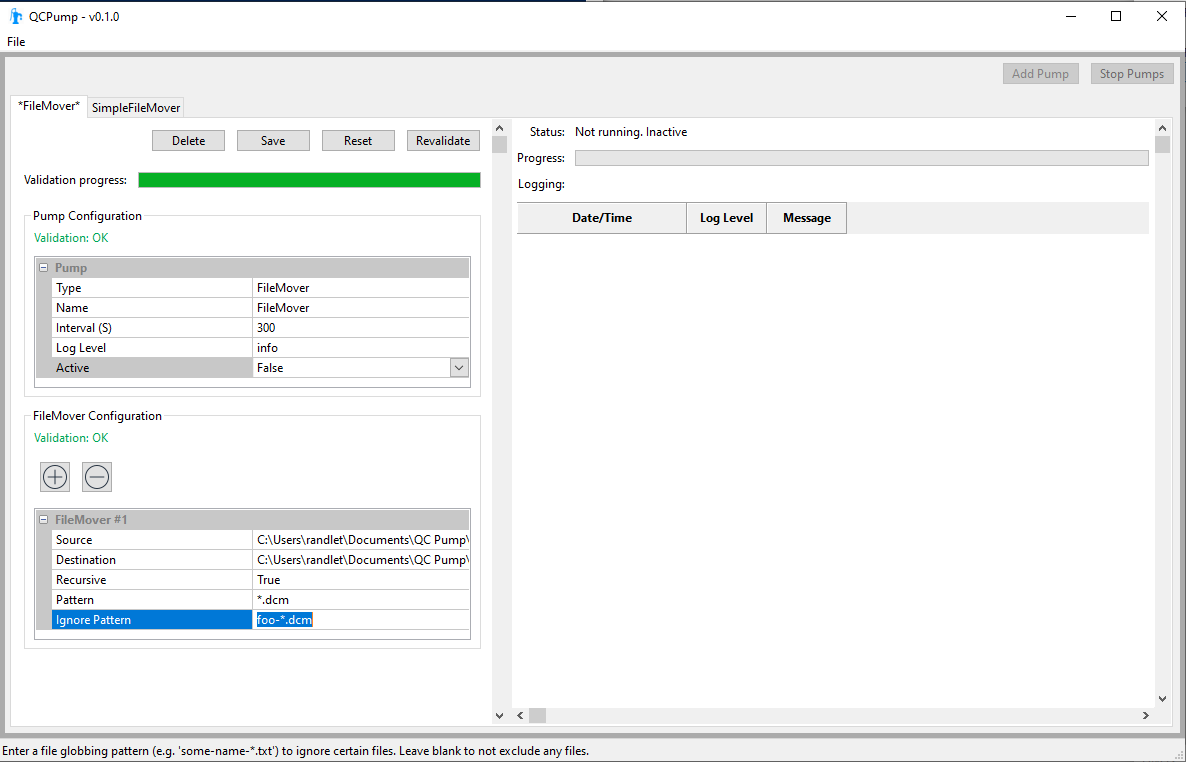 QCPump - v0.1.0
File
Add Pump Stop Pumps
*FileMover* SimpleFileMover
Delete Save Reset Revalidate
Validation progress:
Pump Configuration
Validation: OK
Pump
Type FileMover
Name FileMover
Interval (S) 300
Log Level info
Active False
FileMover Configuration
Validation: OK
FileMover #1
Source C:\Users\randlet\Documents\QC Pump\
Destination C:\Users\randlet\Documents\QC Pump\
Recursive True
Pattern *.dcm
Ignore Pattern foo-*.dcm
Status: Not running. Inactive
Progress:
Logging:
Date/Time Log Level Message
Enter a file globbing pattern (e.g. 'some-name-*.txt') to ignore certain files. Leave blank to not exclude any files.